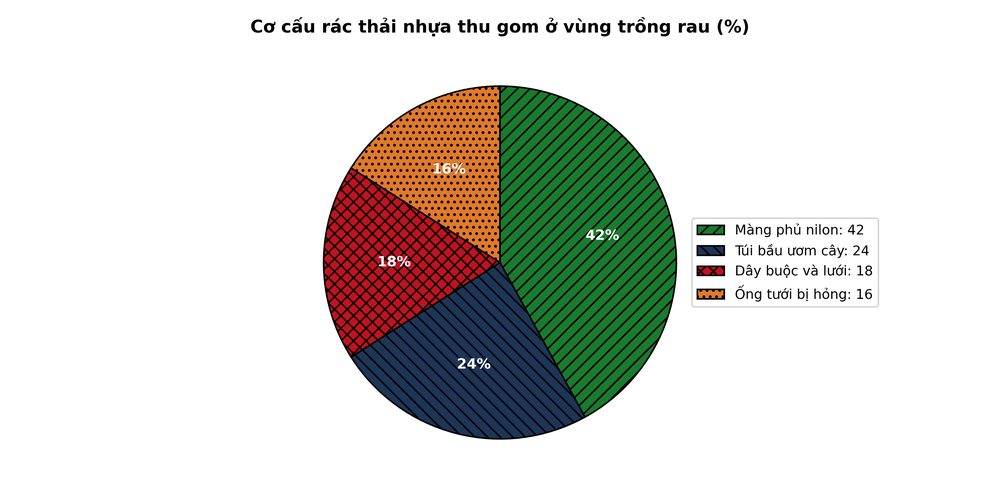 Cơ cấu rác thải nhựa thu gom ở vùng trồng rau (%)
16%
42%
18%
24%
Màng phủ nilon: 42
Túi bầu ươm cây: 24
Dây buộc và lưới: 18
Ống tưới bị hỏng: 16